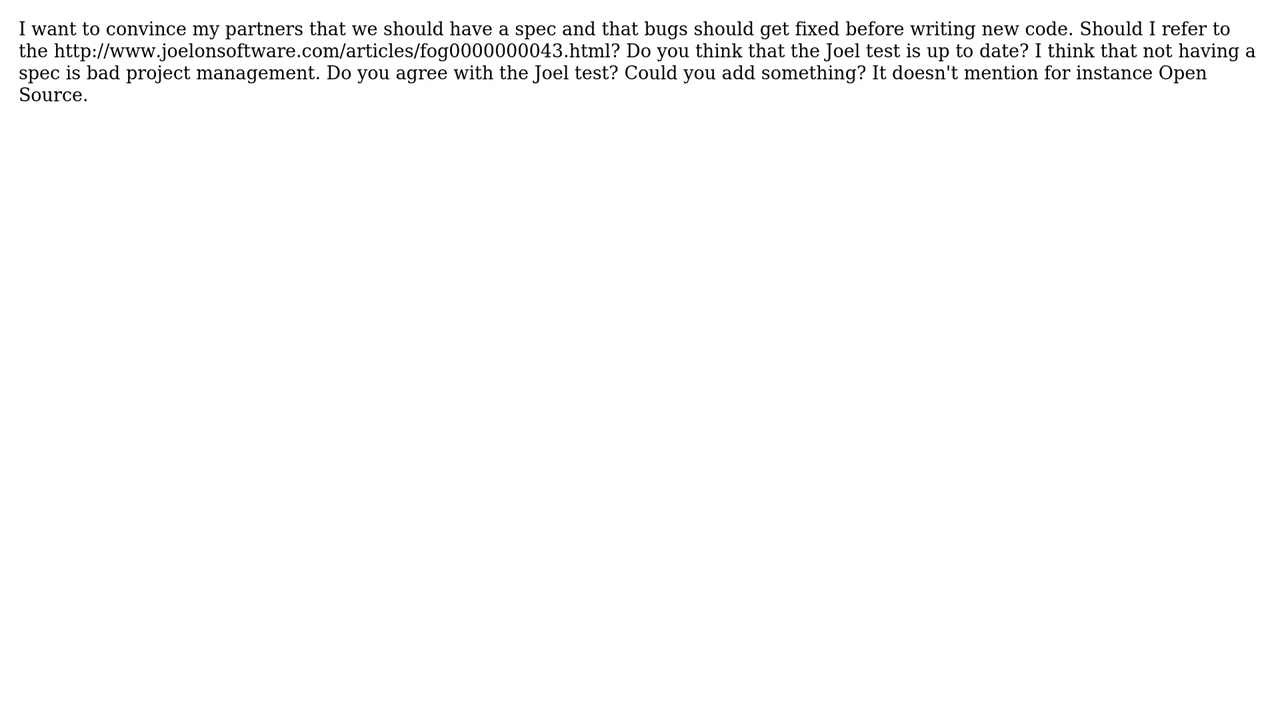 I want to convince my partners that we should have a spec and that bugs should get fixed before writing new code. Should I refer to
the http://www.joelonsoftware.com/articles/fog0000000043.html? Do you think that the Joel test is up to date? I think that not having a
spec is bad project management. Do you agree with the Joel test? Could you add something? It doesn't mention for instance Open
Source.